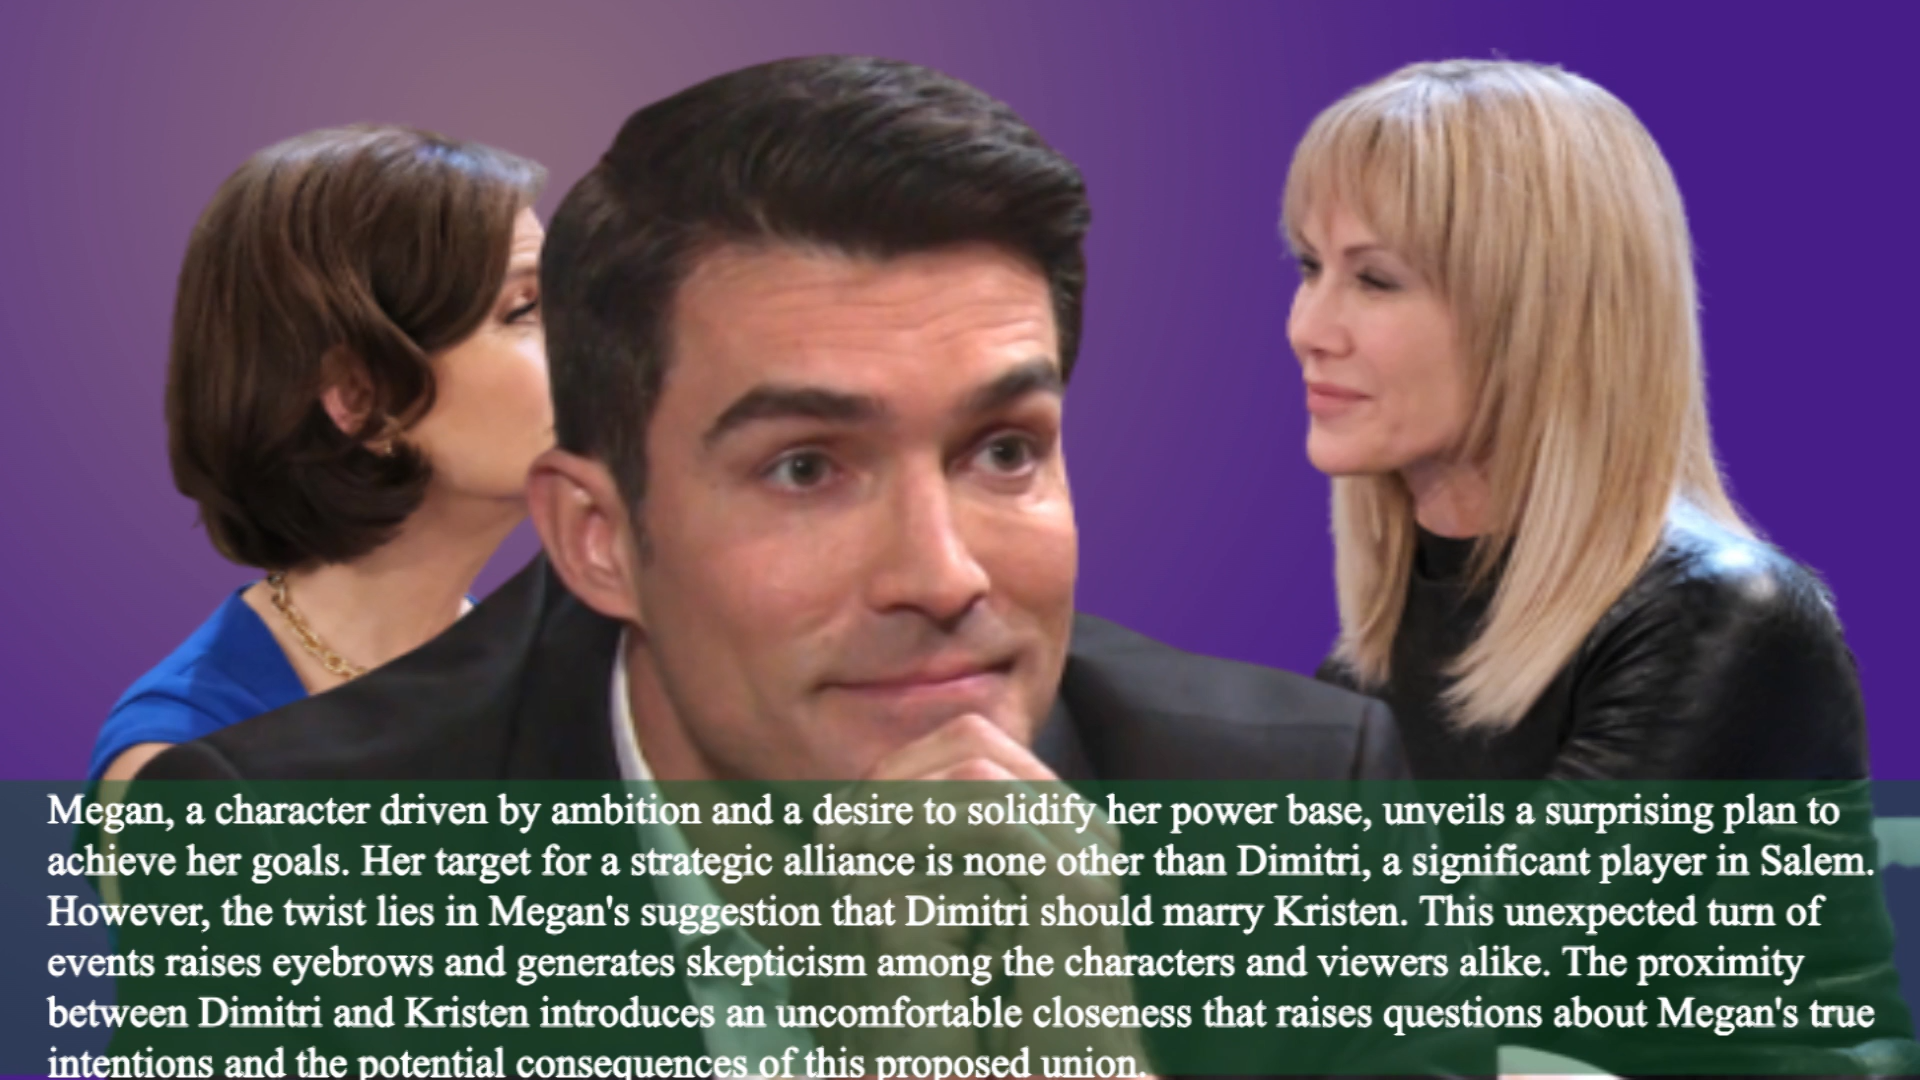 Megan, a character driven by ambition and a desire to solidify her power base, unveils a surprising plan to
achieve her goals. Her target for a strategic alliance is none other than Dimitri, a significant player in Salem.
However, the twist lies in Megan's suggestion that Dimitri should marry Kristen. This unexpected turn of
events raises eyebrows and generates skepticism among the characters and viewers alike. The proximity
between Dimitri and Kristen introduces an uncomfortable closeness that raises questions about Megan's true
intentions and the potential consequences of this proposed union.